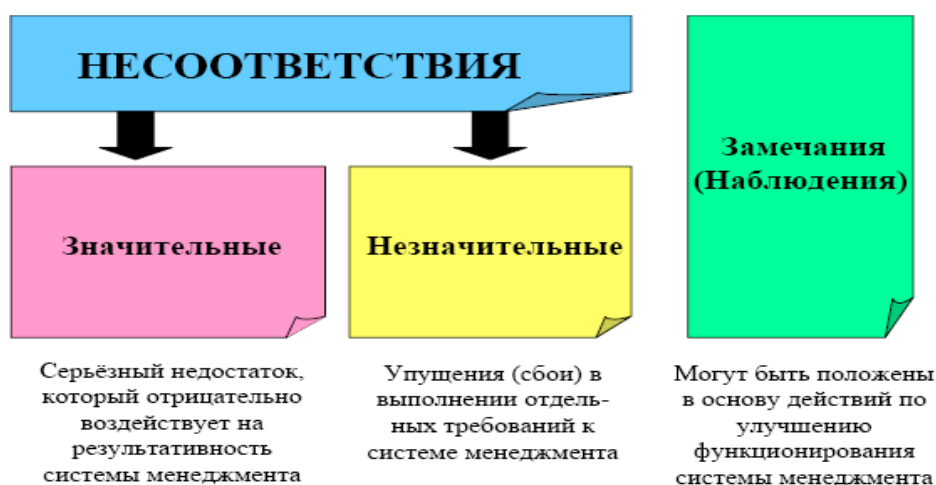 НЕСООТВЕТСТВИЯ
Значительные
Незначительные
Замечания
(Наблюдения)
Серьёзный недостаток,
который отрицательно
воздействует на
результативность
системы менеджмента
Упущения (сбои) в
выполнении отдель-
ных требований к
системе менеджмента
Могут быть положены
в основу действий по
улучшению
функционирования
системы менеджмента